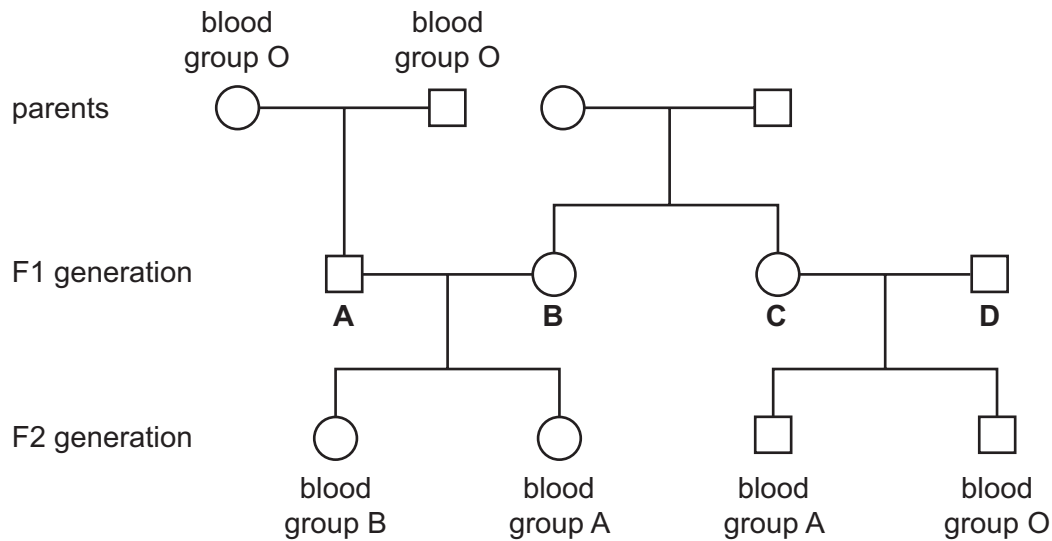 blood
group O
blood
group O
parents
F1 generation
A
B
C
D
F2 generation
blood
group B
blood
group A
blood
group A
blood
group O